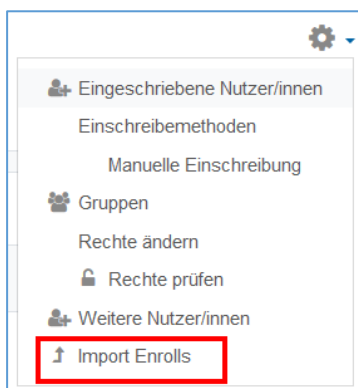 Eingeschriebene Nutzer/innen
Einschreibemethoden
Manuelle Einschreibung
Gruppen
Rechte ändern
Rechte prüfen
Weitere Nutzer/innen
Import Enrolls